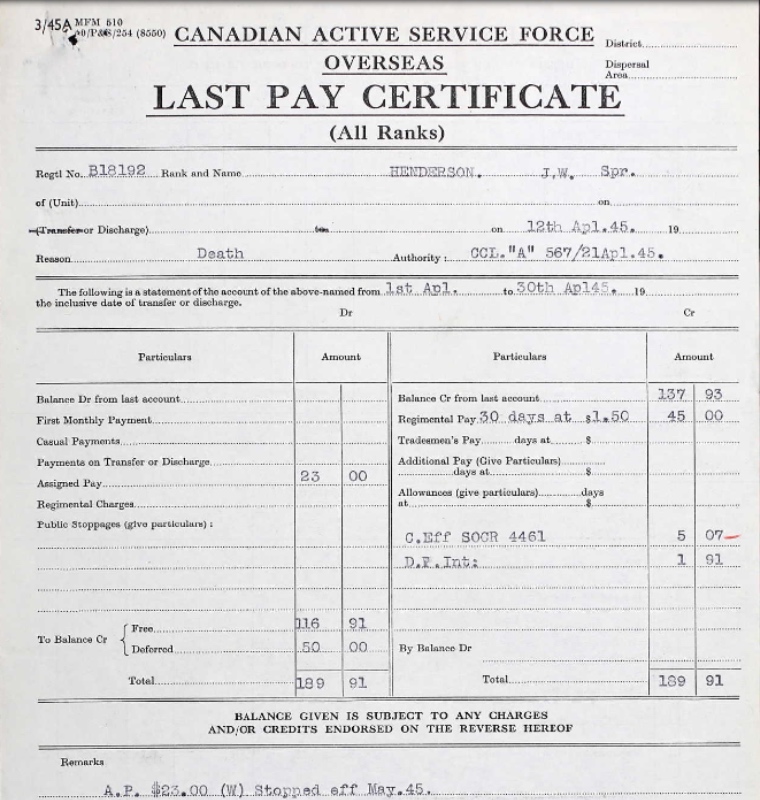 3/45A MFM 510
/P&S/254 (8550)
CANADIAN ACTIVE SERVICE FORCE
OVERSEAS
District
Dispersal
Area
LAST PAY CERTIFICATE
(All Ranks)
Regtl No. B18192 Rank and Name HENDERSON. J.W. Spr.
of (Unit) on
(Transfer or Discharge) to on 12th Apl.45. 19
Reason Death Authority: CCL."A" 567/21Apl.45.
The following is a statement of the account of the above-named from 1st Apl. to 30th Apl45. 19
the inclusive date of transfer or discharge.
Dr Cr
Particulars Amount Particulars Amount
Balance Dr from last account Balance Cr from last account 137 93
First Monthly Payment Regimental Pay 30 days at $1.50 45 00
Casual Payments Tradesmen's Pay days at $
Payments on Transfer or Discharge Additional Pay (Give Particulars)
days at $
Assigned Pay 23 00
Allowances (give particulars) days
at $
Regimental Charges
Public Stoppages (give particulars) :
C.Eff SOCR 4461 5 07
D.P.Int: 1 91
To Balance Cr { Free 116 91
Deferred 50 00 By Balance Dr
Total 189 91 Total 189 91
BALANCE GIVEN IS SUBJECT TO ANY CHARGES
AND/OR CREDITS ENDORSED ON THE REVERSE HEREOF
Remarks
A.P. $23.00 (W) Stopped eff May.45.